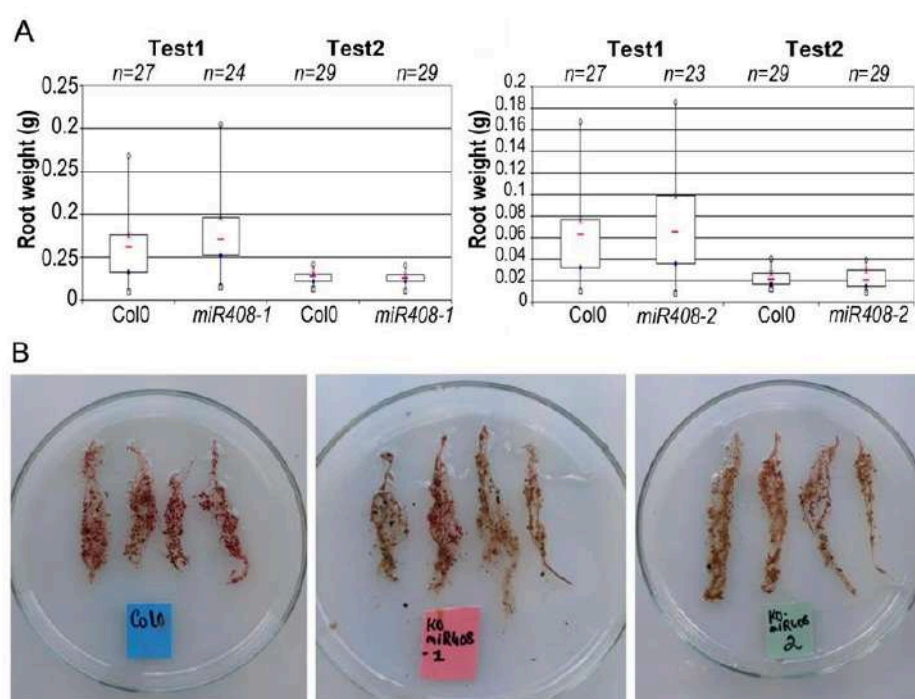 A
Test1 Test2
n=27 n=24 n=29 n=29
Root weight (g)
0.25
0.2
0.25
0.2
0.25
0
Col0 miR408-1 Col0 miR408-1
Test1 Test2
n=27 n=23 n=29 n=29
Root weight (g)
0.2
0.18
0.16
0.14
0.12
0.1
0.08
0.06
0.04
0.02
0
Col0 miR408-2 Col0 miR408-2
B
Col0
KO
miR408
-1
KO-
miR408
2